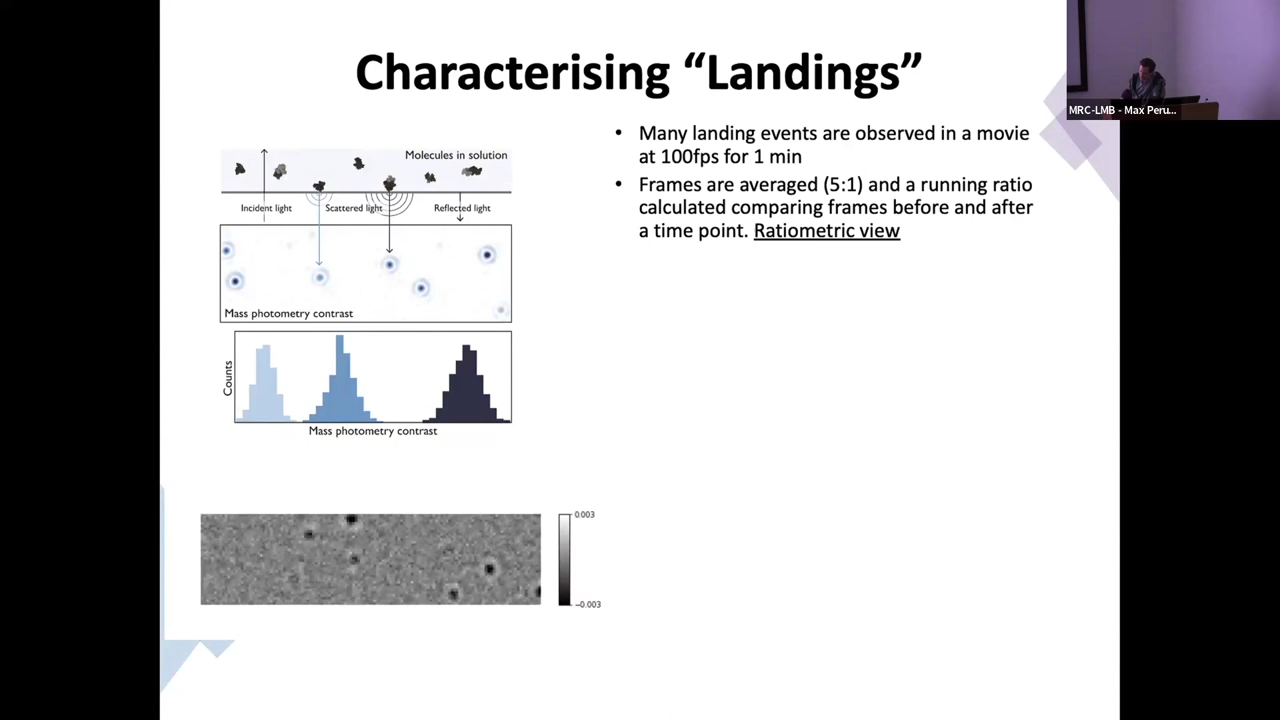 Characterising “Landings”
MRC-LMB - Max Peru...
• Many landing events are observed in a movie
at 100fps for 1 min
• Frames are averaged (5:1) and a running ratio
calculated comparing frames before and after
a time point. Ratiometric view
Molecules in solution
Incident light
Scattered light
Reflected light
Mass photometry contrast
Counts
Mass photometry contrast
0.003
−0.003